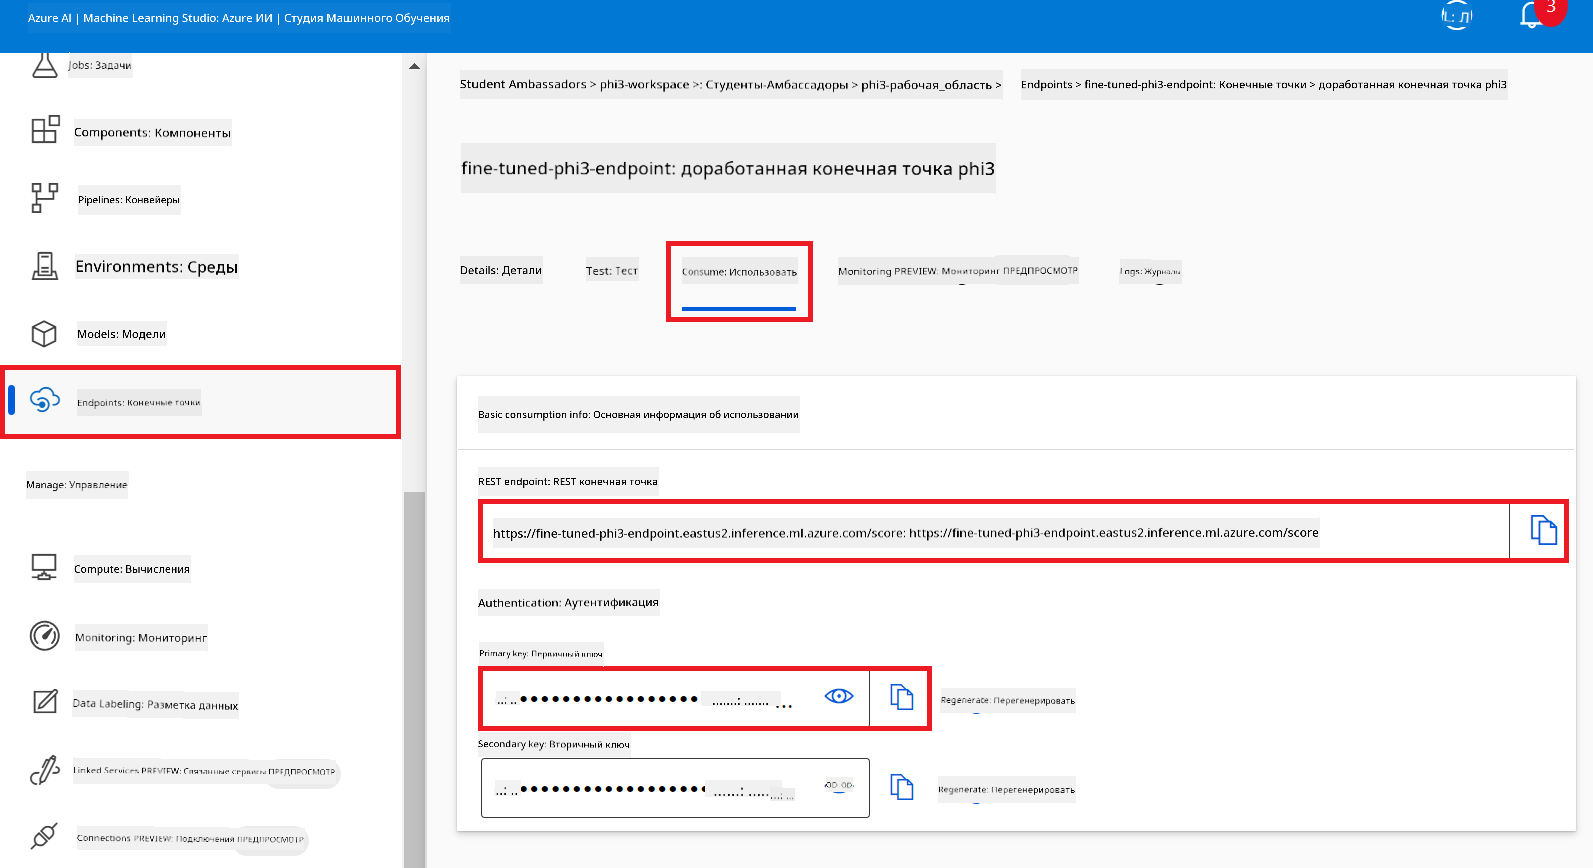 Azure AI | Machine Learning Studio: Azure ИИ | Студия Машинного Обучения
3
Jobs: Задачи
Components: Компоненты
Pipelines: Конвейеры
Environments: Среды
Models: Модели
Endpoints: Конечные точки
Manage: Управление
Compute: Вычисления
Monitoring: Мониторинг
Data Labeling: Разметка данных
Linked Services PREVIEW: Связанные сервисы ПРЕДПРОСМОТР
Connections PREVIEW: Подключения ПРЕДПРОСМОТР
Student Ambassadors > phi3-workspace >: Студенты-Амбассадоры > phi3-рабочая_область > Endpoints > fine-tuned-phi3-endpoint: Конечные точки > доработанная конечная точка phi3
fine-tuned-phi3-endpoint: доработанная конечная точка phi3
Details: Детали Test: Тест Consume: Использовать Monitoring PREVIEW: Мониторинг ПРЕДПРОСМОТР Logs: Журналы
Basic consumption info: Основная информация об использовании
REST endpoint: REST конечная точка
https://fine-tuned-phi3-endpoint.eastus2.inference.ml.azure.com/score: https://fine-tuned-phi3-endpoint.eastus2.inference.ml.azure.com/score
Authentication: Аутентификация
Primary key: Первичный ключ
Regenerate: Перегенерировать
Secondary key: Вторичный ключ
Regenerate: Перегенерировать